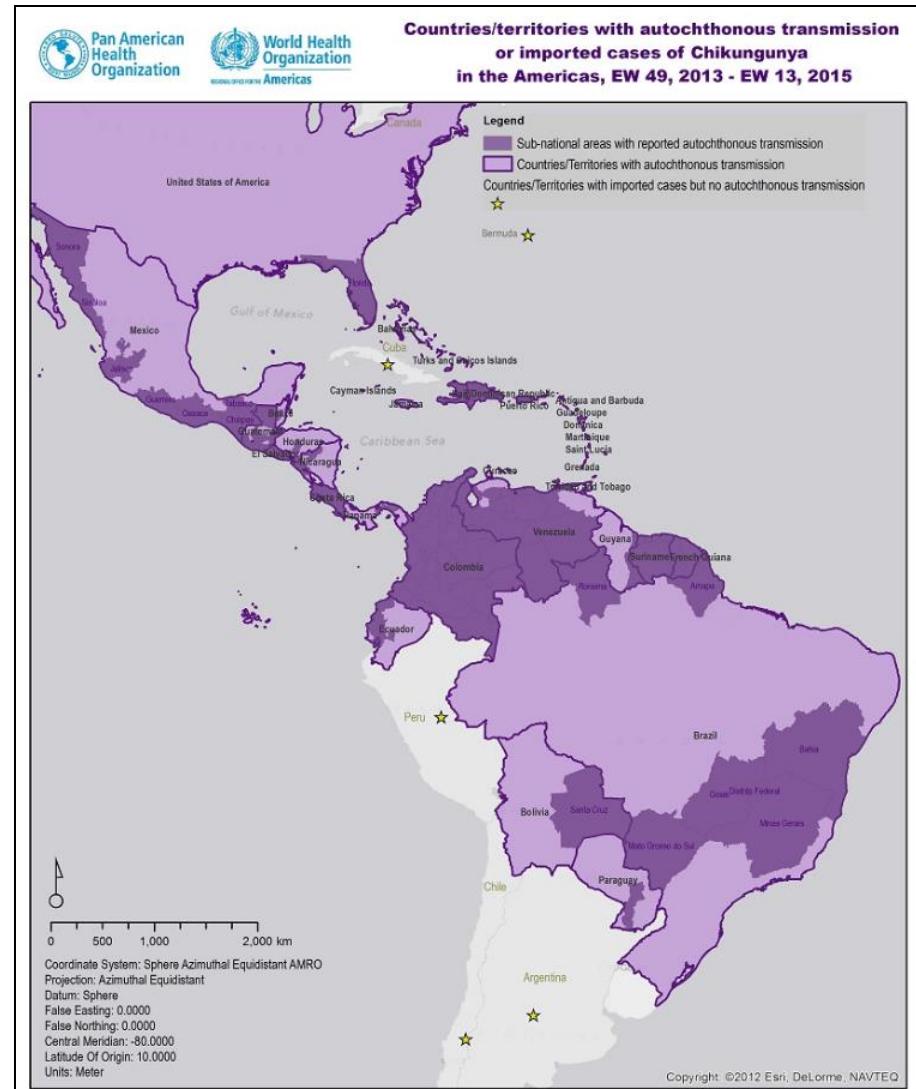 Pan American
Health
Organization
World Health
Organization
REGIONAL OFFICE FOR THE Americas
Countries/territories with autochthonous transmission
or imported cases of Chikungunya
in the Americas, EW 49, 2013 - EW 13, 2015
Legend
Sub-national areas with reported autochthonous transmission
Countries/Territories with autochthonous transmission
Countries/Territories with imported cases but no autochthonous transmission
Canada
United States of America
Bermuda
Sonora
Florida
Gulf of Mexico
Mexico
Bahamas
Cuba
Turks and Caicos Islands
Cayman Islands
Jamaica
Dominican Republic
Puerto Rico
Antigua and Barbuda
Guadeloupe
Dominica
Martinique
Saint Lucia
Grenada
Trinidad and Tobago
Jalisco
Guerrero
Oaxaca
Tabasco
Chiapas
Belize
Guatemala
Honduras
El Salvador
Nicaragua
Caribbean Sea
Curacao
Costa Rica
Panama
Venezuela
Guyana
Suriname
French Guiana
Colombia
Roraima
Amapa
Ecuador
Peru
Brazil
Bahia
Goias
Distrito Federal
Minas Gerais
Bolivia
Santa Cruz
Mato Grosso do Sul
Paraguay
Chile
Argentina
0 500 1,000 2,000 km
Coordinate System: Sphere Azimuthal Equidistant AMRO
Projection: Azimuthal Equidistant
Datum: Sphere
False Easting: 0.0000
False Northing: 0.0000
Central Meridian: -80.0000
Latitude Of Origin: 10.0000
Units: Meter
Copyright: ©2012 Esri, DeLorme, NAVTEQ